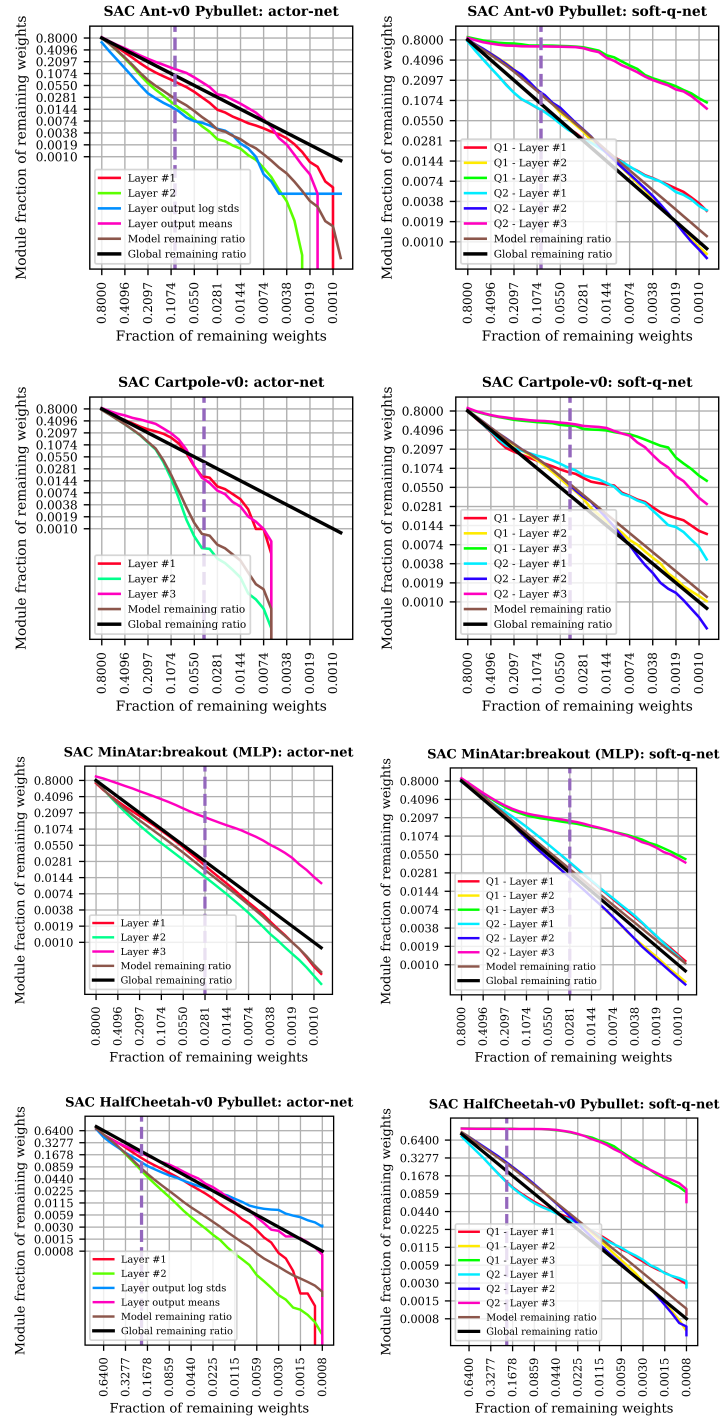 SAC Ant-v0 Pybullet: actor-net
Module fraction of remaining weights
0.8000
0.4096
0.2097
0.1074
0.0550
0.0281
0.0144
0.0074
0.0038
0.0019
0.0010
Layer #1
Layer #2
Layer output log stds
Layer output means
Model remaining ratio
Global remaining ratio
0.8000 0.4096 0.2097 0.1074 0.0550 0.0281 0.0144 0.0074 0.0038 0.0019 0.0010
Fraction of remaining weights
SAC Ant-v0 Pybullet: soft-q-net
Module fraction of remaining weights
0.8000
0.4096
0.2097
0.1074
0.0550
0.0281
0.0144
0.0074
0.0038
0.0019
0.0010
Q1 - Layer #1
Q1 - Layer #2
Q1 - Layer #3
Q2 - Layer #1
Q2 - Layer #2
Q2 - Layer #3
Model remaining ratio
Global remaining ratio
0.8000 0.4096 0.2097 0.1074 0.0550 0.0281 0.0144 0.0074 0.0038 0.0019 0.0010
Fraction of remaining weights
SAC Cartpole-v0: actor-net
Module fraction of remaining weights
0.8000
0.4096
0.2097
0.1074
0.0550
0.0281
0.0144
0.0074
0.0038
0.0019
0.0010
Layer #1
Layer #2
Layer #3
Model remaining ratio
Global remaining ratio
0.8000 0.4096 0.2097 0.1074 0.0550 0.0281 0.0144 0.0074 0.0038 0.0019 0.0010
Fraction of remaining weights
SAC Cartpole-v0: soft-q-net
Module fraction of remaining weights
0.8000
0.4096
0.2097
0.1074
0.0550
0.0281
0.0144
0.0074
0.0038
0.0019
0.0010
Q1 - Layer #1
Q1 - Layer #2
Q1 - Layer #3
Q2 - Layer #1
Q2 - Layer #2
Q2 - Layer #3
Model remaining ratio
Global remaining ratio
0.8000 0.4096 0.2097 0.1074 0.0550 0.0281 0.0144 0.0074 0.0038 0.0019 0.0010
Fraction of remaining weights
SAC MinAtar:breakout (MLP): actor-net
Module fraction of remaining weights
0.8000
0.4096
0.2097
0.1074
0.0550
0.0281
0.0144
0.0074
0.0038
0.0019
0.0010
Layer #1
Layer #2
Layer #3
Model remaining ratio
Global remaining ratio
0.8000 0.4096 0.2097 0.1074 0.0550 0.0281 0.0144 0.0074 0.0038 0.0019 0.0010
Fraction of remaining weights
SAC MinAtar:breakout (MLP): soft-q-net
Module fraction of remaining weights
0.8000
0.4096
0.2097
0.1074
0.0550
0.0281
0.0144
0.0074
0.0038
0.0019
0.0010
Q1 - Layer #1
Q1 - Layer #2
Q1 - Layer #3
Q2 - Layer #1
Q2 - Layer #2
Q2 - Layer #3
Model remaining ratio
Global remaining ratio
0.8000 0.4096 0.2097 0.1074 0.0550 0.0281 0.0144 0.0074 0.0038 0.0019 0.0010
Fraction of remaining weights
SAC HalfCheetah-v0 Pybullet: actor-net
Module fraction of remaining weights
0.6400
0.3277
0.1678
0.0859
0.0440
0.0225
0.0115
0.0059
0.0030
0.0015
0.0008
Layer #1
Layer #2
Layer output log stds
Layer output means
Model remaining ratio
Global remaining ratio
0.6400 0.3277 0.1678 0.0859 0.0440 0.0225 0.0115 0.0059 0.0030 0.0015 0.0008
Fraction of remaining weights
SAC HalfCheetah-v0 Pybullet: soft-q-net
Module fraction of remaining weights
0.6400
0.3277
0.1678
0.0859
0.0440
0.0225
0.0115
0.0059
0.0030
0.0015
0.0008
Q1 - Layer #1
Q1 - Layer #2
Q1 - Layer #3
Q2 - Layer #1
Q2 - Layer #2
Q2 - Layer #3
Model remaining ratio
Global remaining ratio
0.6400 0.3277 0.1678 0.0859 0.0440 0.0225 0.0115 0.0059 0.0030 0.0015 0.0008
Fraction of remaining weights